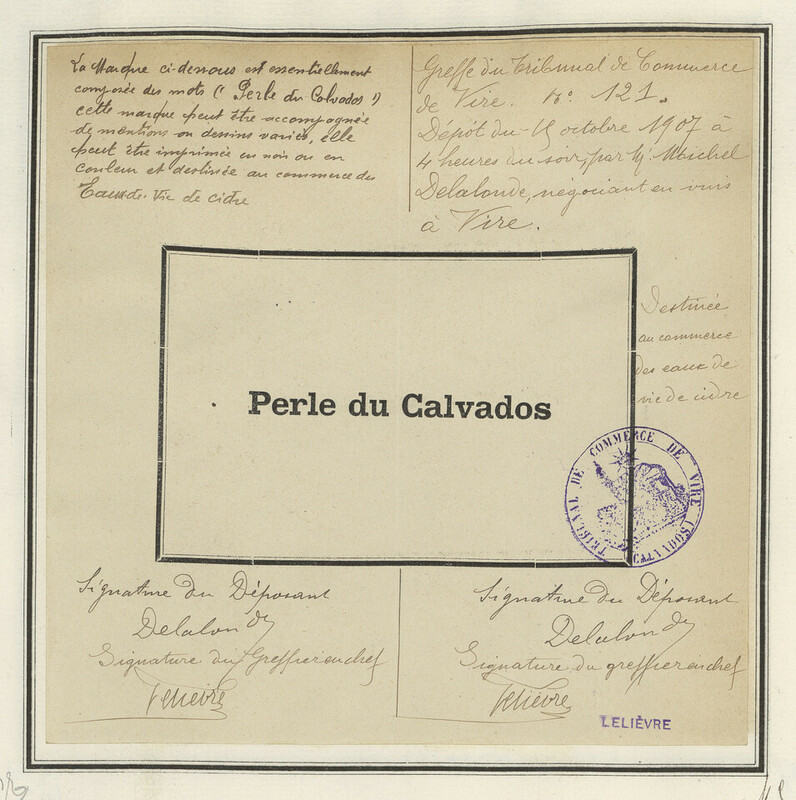 La Marque ci-dessous est essentiellement
composée des mots (" Perle du Calvados ")
cette marque peut être accompagnée
de mentions ou dessins variés, elle
peut être imprimée en noir ou en
couleur et destinée au commerce des
Eaux-de-Vie de cidre
Greffe du Tribunal de Commerce
de Vire. No. 121.
Dépôt du 15 octobre 1907 à
4 heures du soir, par M. Michel
Delalonde, négociant en vins
à Vire.
Destinée
au commerce
des eaux de
vie de cidre
Perle du Calvados
TRIBUNAL DE COMMERCE DE VIRE (CALVADOS)
Signature du Déposant
Delalonde
Signature du Greffier en chef
Lelièvre
Signature du Déposant
Delalonde
Signature du greffier en chef
Lelièvre
LELIÈVRE